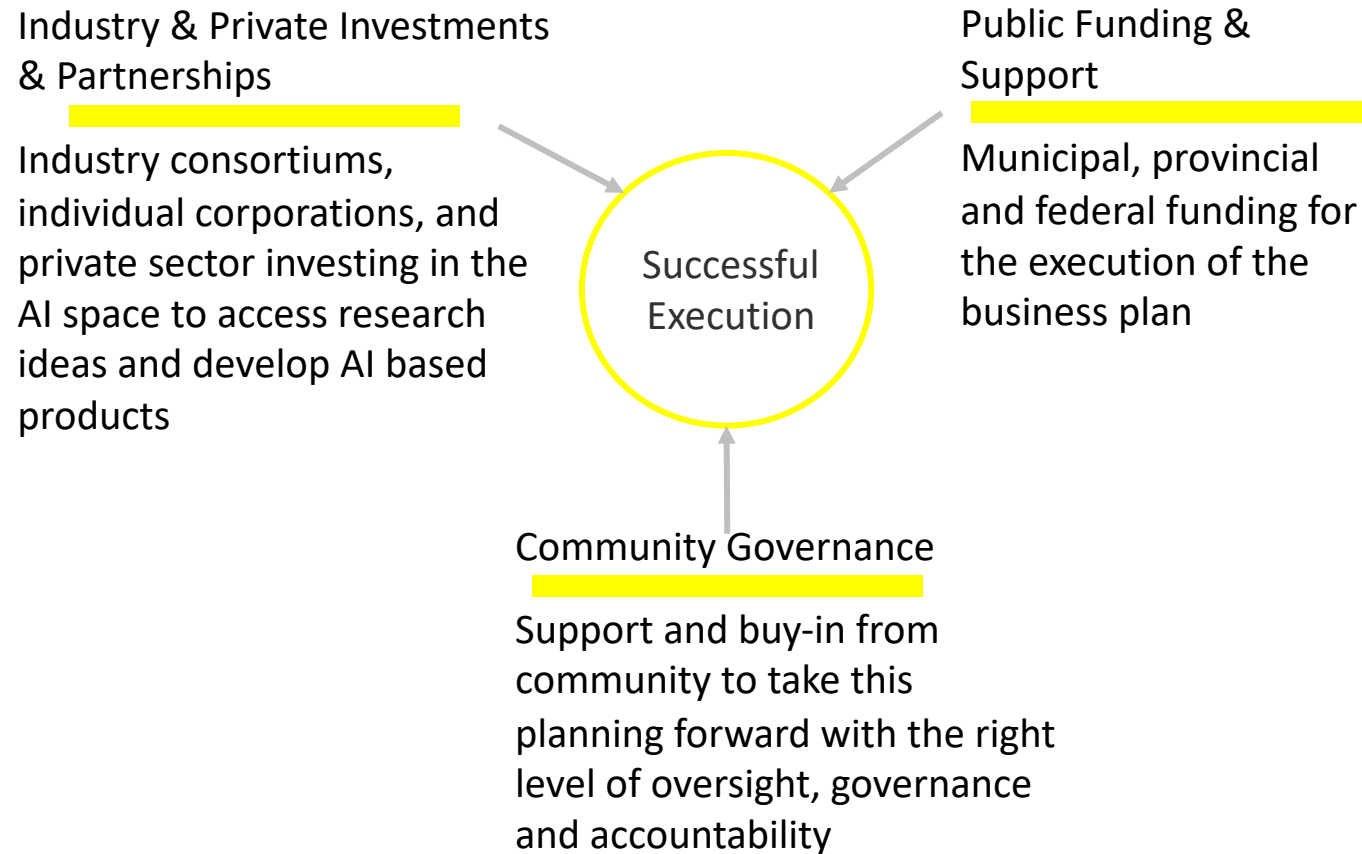 Industry & Private Investments
& Partnerships
Industry consortiums,
individual corporations, and
private sector investing in the
AI space to access research
ideas and develop AI based
products
Public Funding &
Support
Municipal, provincial
and federal funding for
the execution of the
business plan
Successful
Execution
Community Governance
Support and buy-in from
community to take this
planning forward with the right
level of oversight, governance
and accountability